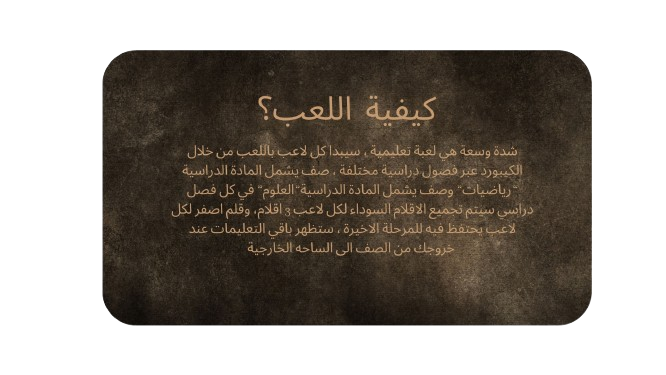 كيفية اللعب؟
شدة وسعة هي لعبة تعليمية ، سيبدا كل لاعب باللعب من خلال
الكيبورد عبر فصول دراسية مختلفة ، صف يشمل المادة الدراسية
"رياضيات" وصف يشمل المادة الدراسية"العلوم" في كل فصل
دراسي سيتم تجميع الاقلام السوداء لكل لاعب 3 اقلام، وقلم اصفر لكل
لاعب يحتفظ فيه للمرحلة الاخيرة ، ستظهر باقي التعليمات عند
خروجك من الصف الى الساحه الخارجية